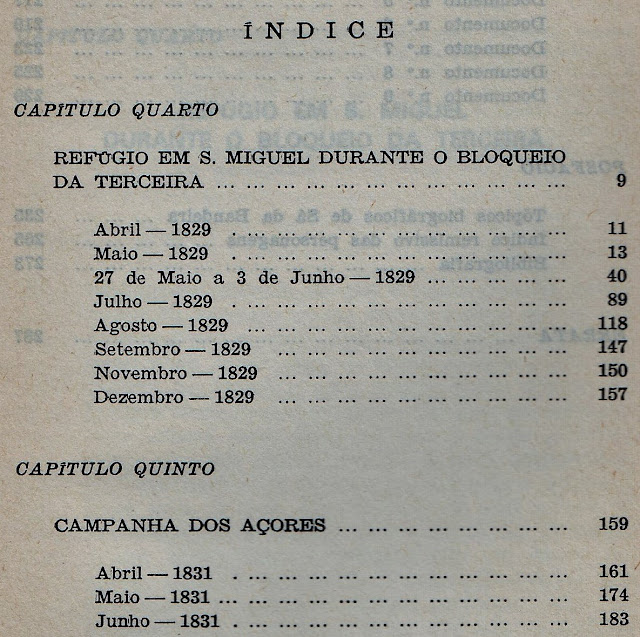 ÍNDICE
CAPÍTULO QUARTO
REFÚGIO EM S. MIGUEL DURANTE O BLOQUEIO
DA TERCEIRA ... ... ... ... ... ... ... ... ... ... ... ... 9
Abril — 1829 . ... ... ... ... ... ... ... ... ... ... ... 11
Maio — 1829 . ... ... ... ... ... ... ... ... ... ... ... 13
27 de Maio a 3 de Junho — 1829 ... ... ... ... ... 40
Julho — 1829 . ... ... ... ... ... ... ... ... ... ... ... 89
Agosto — 1829 ... ... ... ... ... ... ... ... ... ... ... 118
Setembro — 1829 ... ... ... ... ... ... ... ... ... ... 147
Novembro — 1829 ... ... ... ... ... ... ... ... ... ... 150
Dezembro — 1829 ... ... ... ... ... ... ... ... ... ... 157
CAPÍTULO QUINTO
CAMPANHA DOS AÇORES ... ... ... ... ... ... ... ... 159
Abril — 1831 . ... ... ... ... ... ... ... ... ... ... ... 161
Maio — 1831 ... ... ... ... ... ... ... ... ... ... ... ... 174
Junho — 1831 . ... ... ... ... ... ... ... ... ... ... ... 183